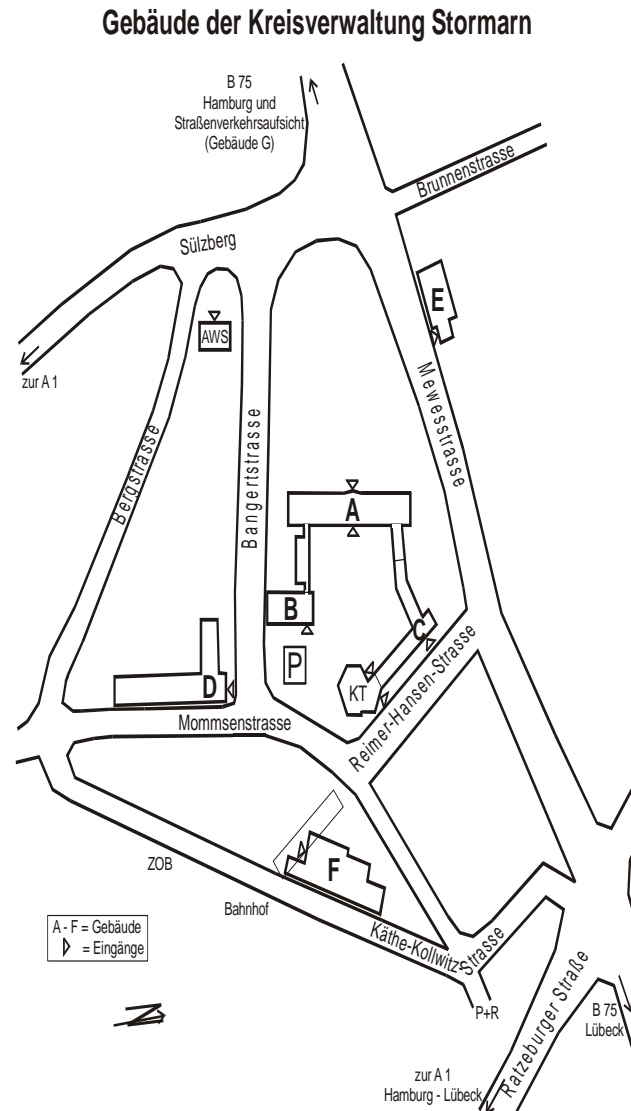 Gebäude der Kreisverwaltung Stormarn
B 75
Hamburg und
Straßenverkehrsaufsicht
(Gebäude G)
Brunnenstrasse
Sülzberg
E
AWS
zur A 1
Mewesstrasse
Bergstrasse
Bangertstrasse
A
B
C
P
D
KT
Mommsenstrasse
Reimer-Hansen-Strasse
F
ZOB
Bahnhof
A - F = Gebäude
= Eingänge
Käthe-Kollwitz-Strasse
P+R
Ratzeburger Straße
B 75
Lübeck
zur A 1
Hamburg - Lübeck
N